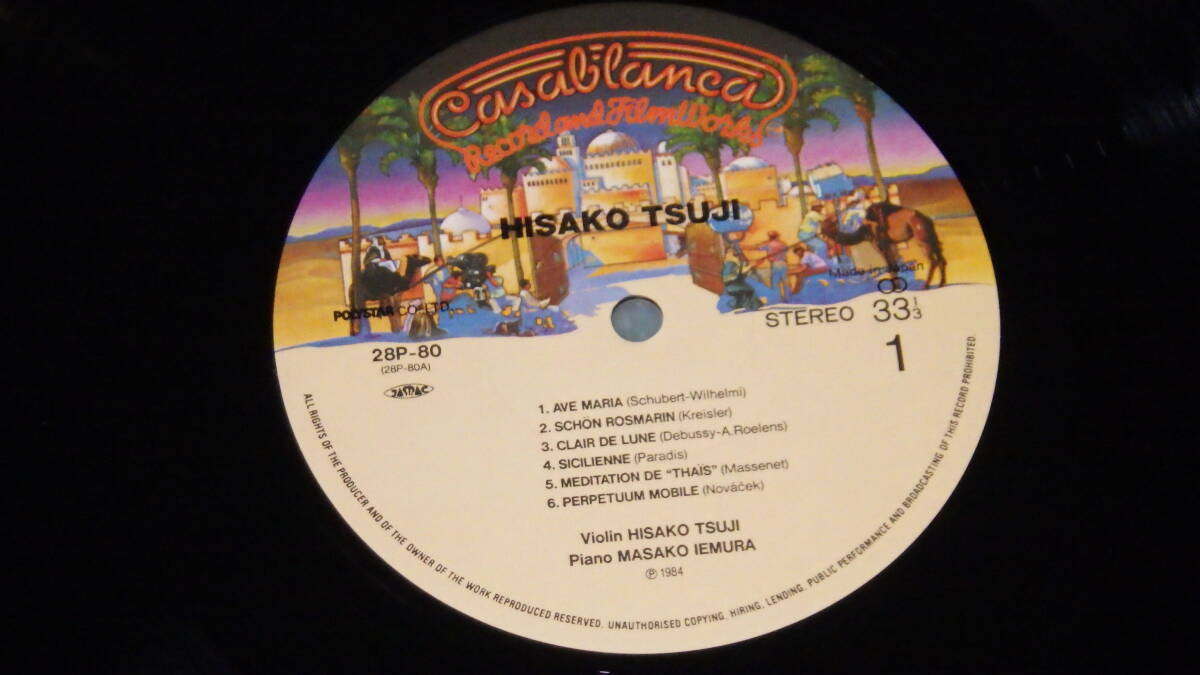 Casablanca
Record and FilmWorks
HISAKO TSUJI
Made in Japan
POLYSTAR CO., LTD.
STEREO 33 1/3
28P-80
(28P-80A)
1
JASRAC
1. AVE MARIA (Schubert-Wilhelmi)
2. SCHÖN ROSMARIN (Kreisler)
3. CLAIR DE LUNE (Debussy-A.Roelens)
4. SICILIENNE (Paradis)
5. MEDITATION DE "THAÏS" (Massenet)
6. PERPETUUM MOBILE (Nováček)
Violin HISAKO TSUJI
Piano MASAKO IEMURA
Ⓟ 1984
ALL RIGHTS OF THE PRODUCER AND OF THE OWNER OF THE WORK REPRODUCED RESERVED. UNAUTHORISED COPYING, HIRING, LENDING, PUBLIC PERFORMANCE AND BROADCASTING OF THIS RECORD PROHIBITED.